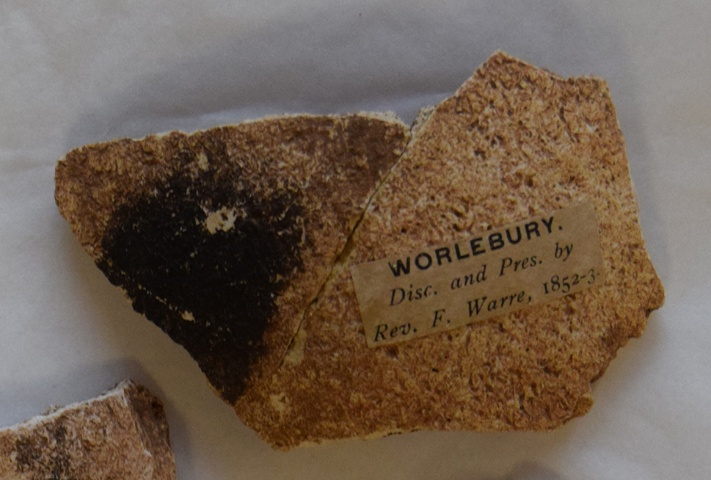 WORLEBURY.
Disc. and Pres. by
Rev. F. Warre, 1852-3.